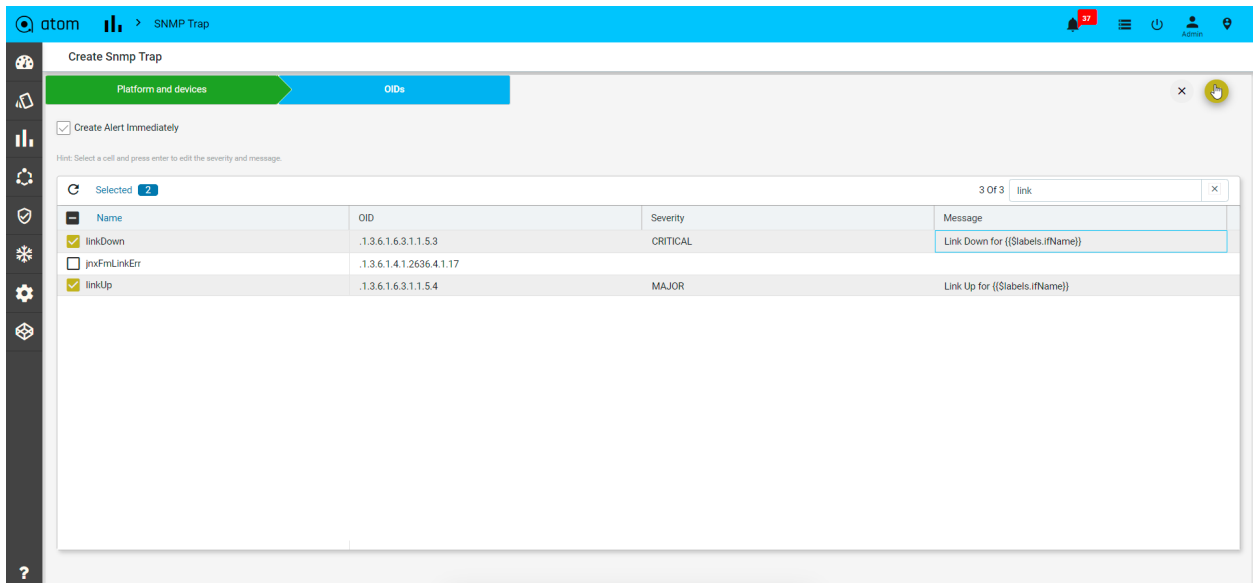 atom > SNMP Trap 37
Admin
Create Snmp Trap
Platform and devices OIDs
Create Alert Immediately
Hint: Select a cell and press enter to edit the severity and message.
Selected 2 3 Of 3 link
Name OID Severity Message
linkDown .1.3.6.1.6.3.1.1.5.3 CRITICAL Link Down for {{$labels.ifName}}
jnxFmLinkErr .1.3.6.1.4.1.2636.4.1.17
linkUp .1.3.6.1.6.3.1.1.5.4 MAJOR Link Up for {{$labels.ifName}}
?